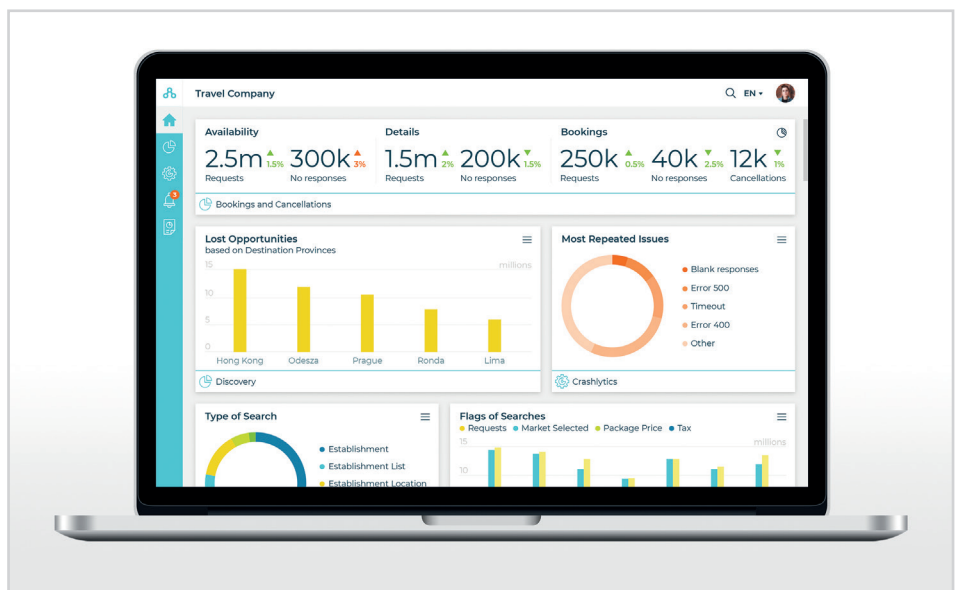 Travel Company
EN
Availability
Details
Bookings
2.5m 1.5% 300k 3% 1.5m 2% 200k 1.5% 250k 0.5% 40k 2.5% 12k 1%
Requests No responses Requests No responses Requests No responses Cancellations
3
Bookings and Cancellations
Lost Opportunities
based on Destination Provinces
15 millions
10
5
0
Hong Kong Odesza Prague Ronda Lima
Discovery
Most Repeated Issues
Blank responses
Error 500
Timeout
Error 400
Other
Crashlytics
Type of Search
Establishment
Establishment List
Establishment Location
Flags of Searches
Requests Market Selected Package Price Tax
15 millions
10